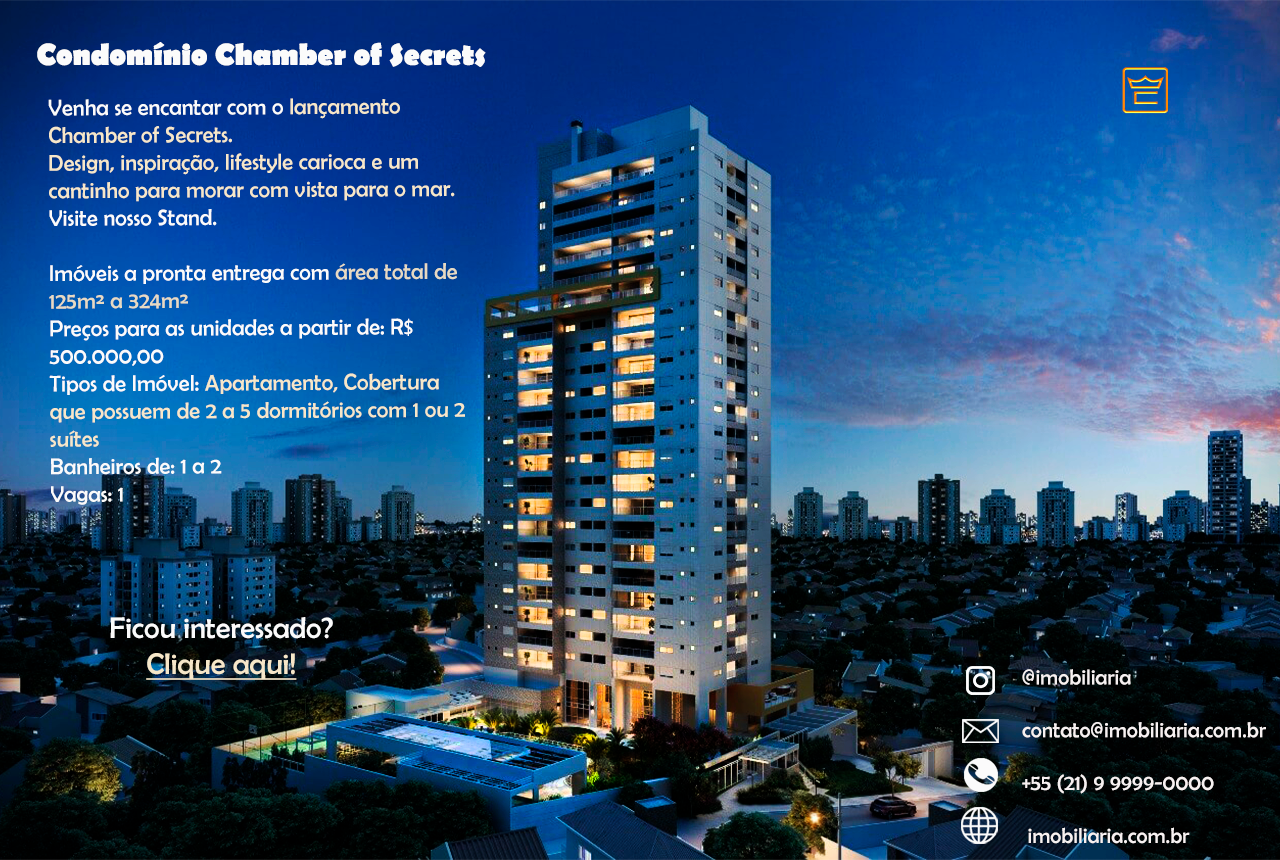 Condomínio Chamber of Secrets
Venha se encantar com o lançamento
Chamber of Secrets.
Design, inspiração, lifestyle carioca e um
cantinho para morar com vista para o mar.
Visite nosso Stand.
Imóveis a pronta entrega com área total de
125m² a 324m²
Preços para as unidades a partir de: R$
500.000,00
Tipos de Imóvel: Apartamento, Cobertura
que possuem de 2 a 5 dormitórios com 1 ou 2
suítes
Banheiros de: 1 a 2
Vagas: 1
Ficou interessado?
Clique aqui!
@imobiliaria
contato@imobiliaria.com.br
+55 (21) 9 9999-0000
imobiliaria.com.br